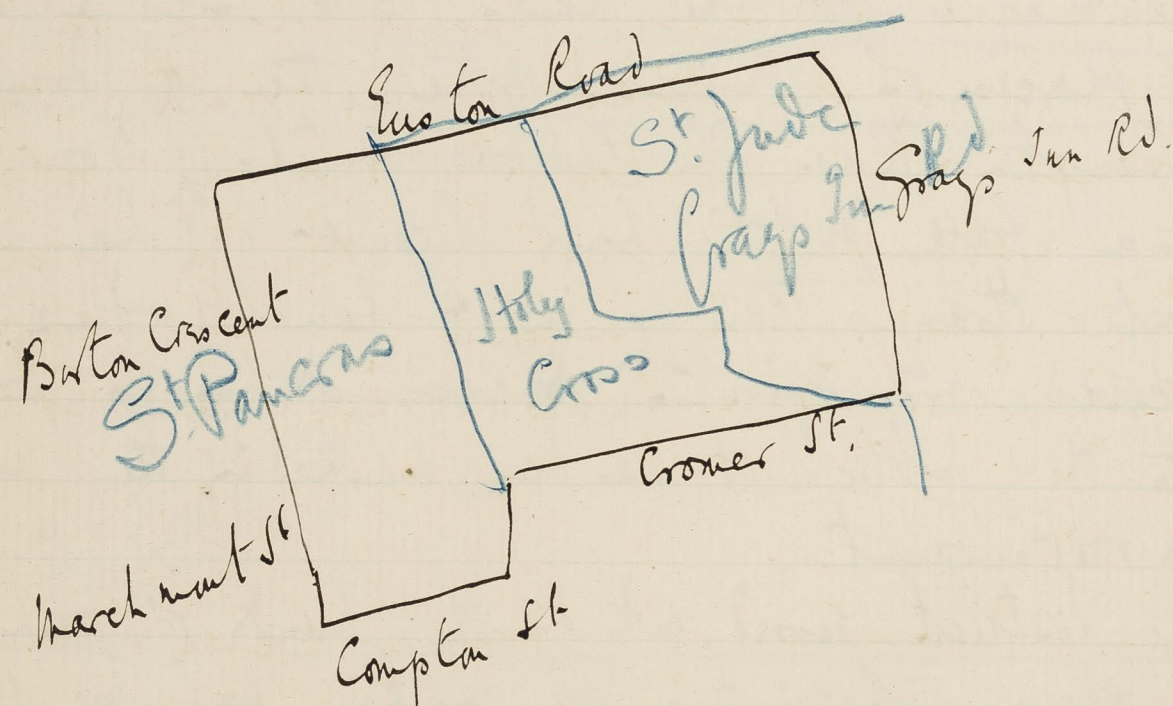 Euston Road
St. Jude
Grays Inn Rd
Grays Inn Rd.
Holy
Cross
Burton Crescent
St. Pancras
Cromer St.
Marchmont St
Compton St